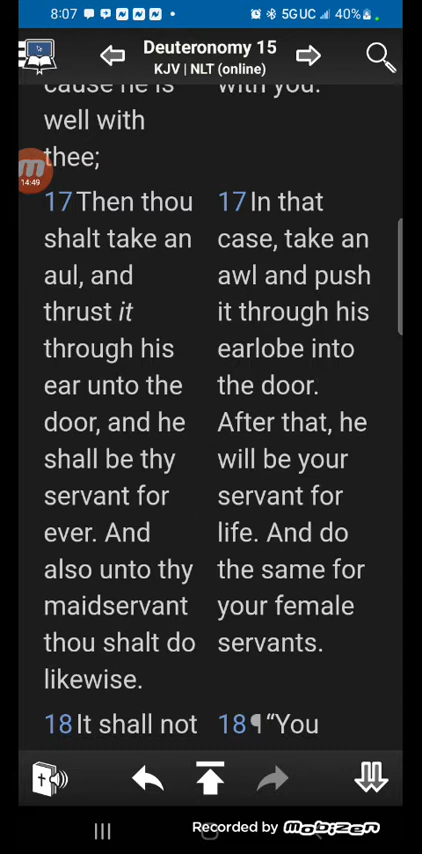 8:07
5GUC 40%
Deuteronomy 15
KJV | NLT (online)
cause he is
well with
thee;
14:49
17 Then thou
shalt take an
aul, and
thrust it
through his
ear unto the
door, and he
shall be thy
servant for
ever. And
also unto thy
maidservant
thou shalt do
likewise.
18 It shall not
with you.
17 In that
case, take an
awl and push
it through his
earlobe into
the door.
After that, he
will be your
servant for
life. And do
the same for
your female
servants.
18 ¶ “You
Recorded by mobizen